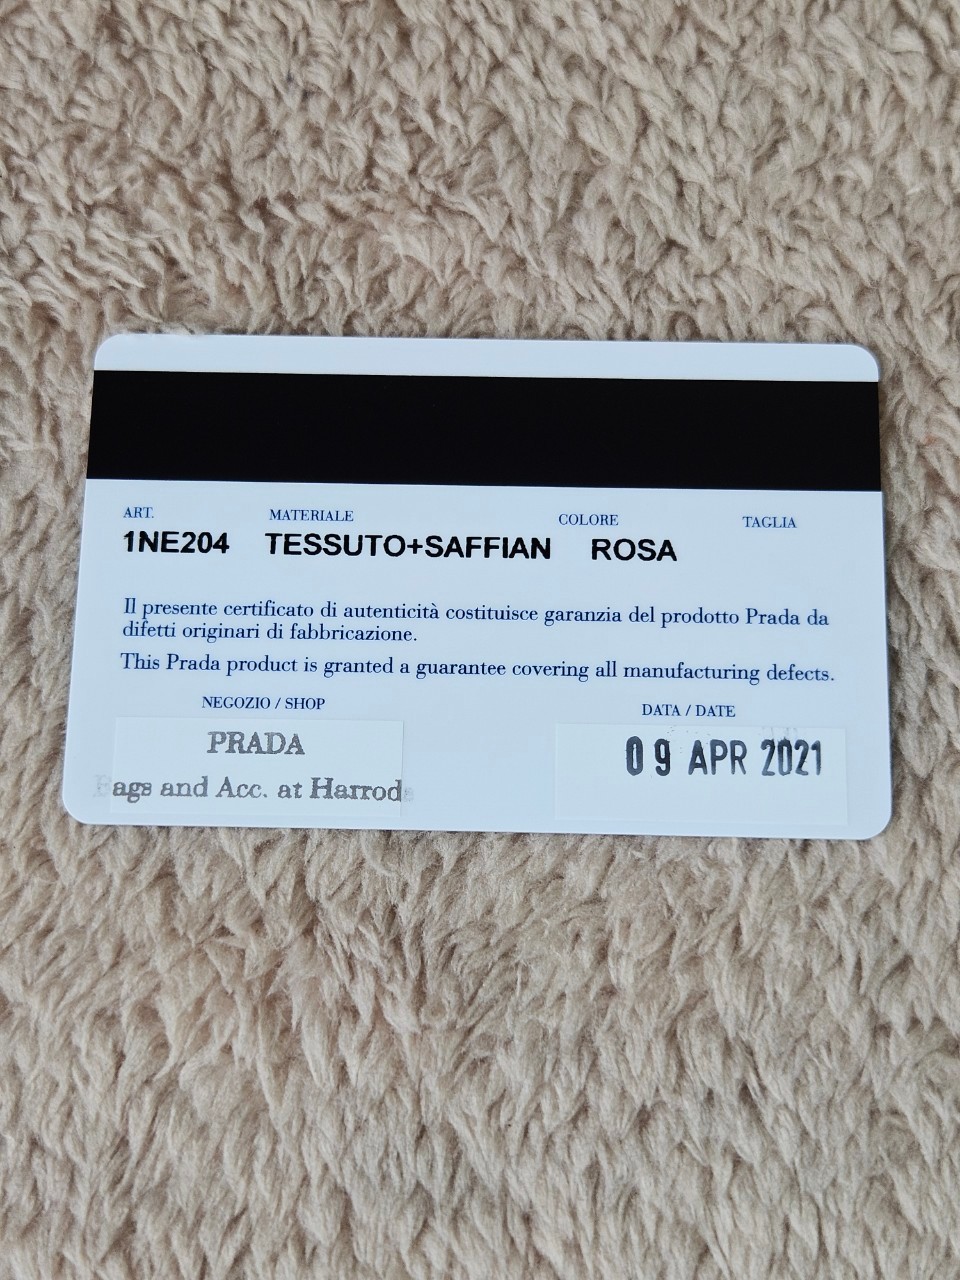 ART. MATERIALE COLORE TAGLIA
1NE204 TESSUTO+SAFFIAN ROSA
Il presente certificato di autenticità costituisce garanzia del prodotto Prada da
difetti originari di fabbricazione.
This Prada product is granted a guarantee covering all manufacturing defects.
NEGOZIO / SHOP DATA / DATE
PRADA 09 APR 2021
Bags and Acc. at Harrods